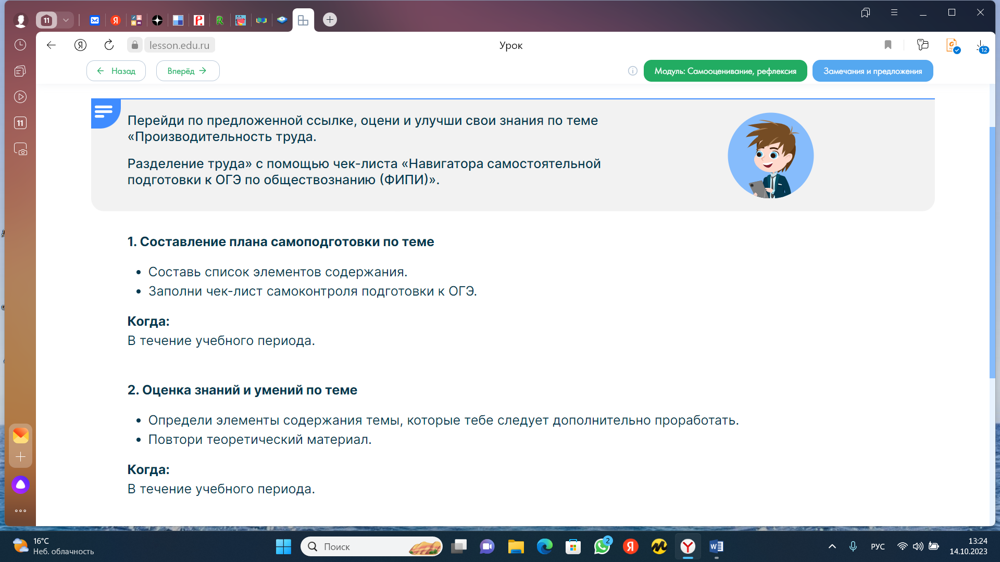 11
lesson.edu.ru
Урок
12
Назад
Вперёд
Модуль: Самооценивание, рефлексия
Замечания и предложения
11
Перейди по предложенной ссылке, оцени и улучши свои знания по теме
«Производительность труда.
Разделение труда» с помощью чек-листа «Навигатора самостоятельной
подготовки к ОГЭ по обществознанию (ФИПИ)».
1. Составление плана самоподготовки по теме
• Составь список элементов содержания.
• Заполни чек-лист самоконтроля подготовки к ОГЭ.
Когда:
В течение учебного периода.
2. Оценка знаний и умений по теме
• Определи элементы содержания темы, которые тебе следует дополнительно проработать.
• Повтори теоретический материал.
Когда:
В течение учебного периода.
16°C
Неб. облачность
Поиск
2
РУС
13:24
14.10.2023